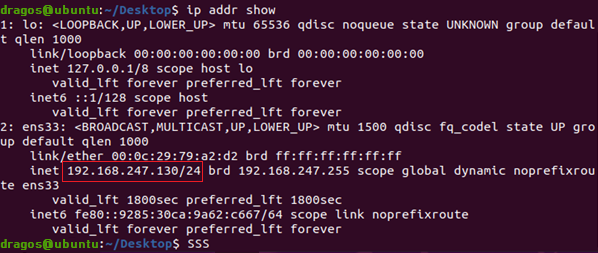 dragos@ubuntu:~/Desktop$ ip addr show
1: lo: <LOOPBACK,UP,LOWER_UP> mtu 65536 qdisc noqueue state UNKNOWN group defaul
t qlen 1000
    link/loopback 00:00:00:00:00:00 brd 00:00:00:00:00:00
    inet 127.0.0.1/8 scope host lo
       valid_lft forever preferred_lft forever
    inet6 ::1/128 scope host
       valid_lft forever preferred_lft forever
2: ens33: <BROADCAST,MULTICAST,UP,LOWER_UP> mtu 1500 qdisc fq_codel state UP gro
up default qlen 1000
    link/ether 00:0c:29:79:a2:d2 brd ff:ff:ff:ff:ff:ff
    inet 192.168.247.130/24 brd 192.168.247.255 scope global dynamic noprefixrou
te ens33
       valid_lft 1800sec preferred_lft 1800sec
    inet6 fe80::9285:30ca:9a62:c667/64 scope link noprefixroute
       valid_lft forever preferred_lft forever
dragos@ubuntu:~/Desktop$ SSS